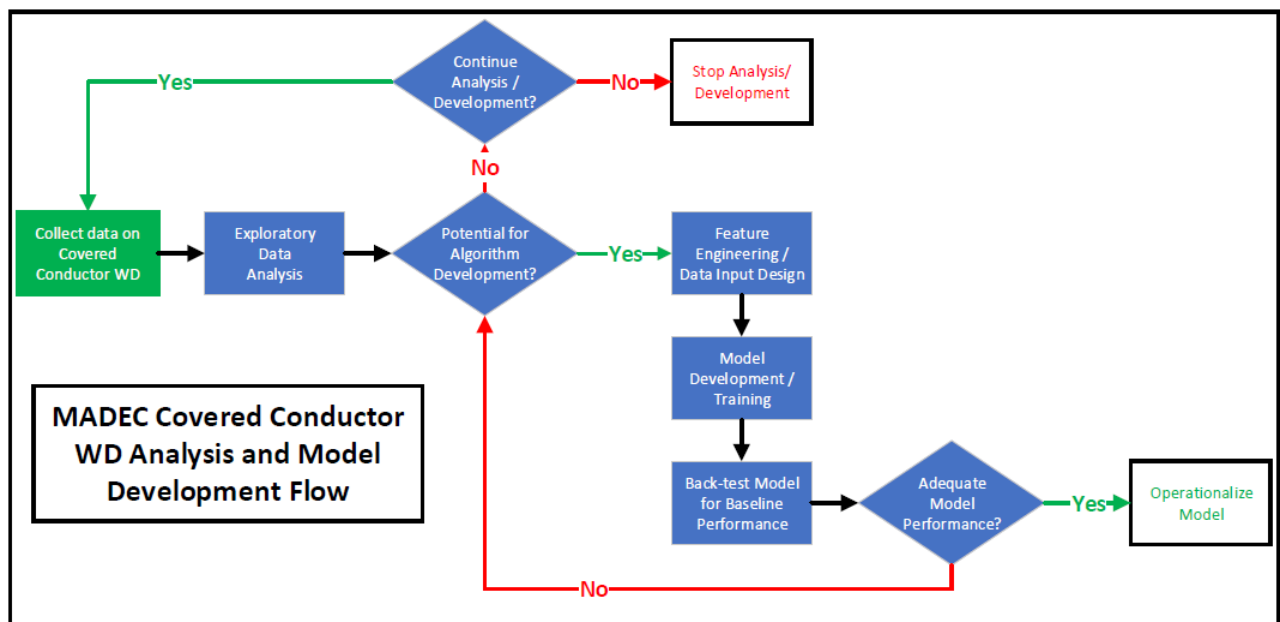 Continue
Analysis /
Development?
Yes
No
Stop Analysis/
Development
No
Collect data on
Covered
Conductor WD
Exploratory
Data
Analysis
Potential for
Algorithm
Development?
Yes
Feature
Engineering /
Data Input Design
Model
Development /
Training
MADEC Covered Conductor
WD Analysis and Model
Development Flow
Back-test Model
for Baseline
Performance
Adequate
Model
Performance?
Yes
Operationalize
Model
No